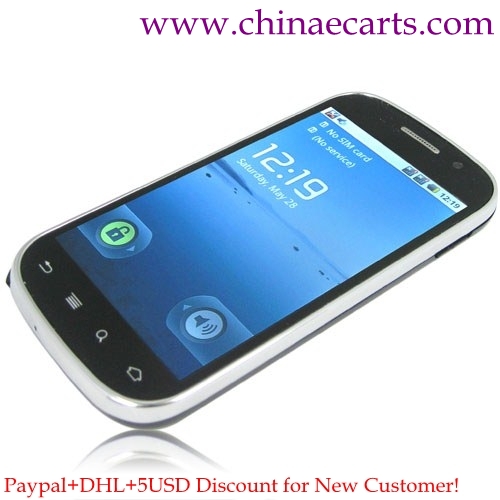 www.chinaecarts.com
No SIM card
(No service)
12:19
12:19
Saturday, May 28
Paypal+DHL+5USD Discount for New Customer!